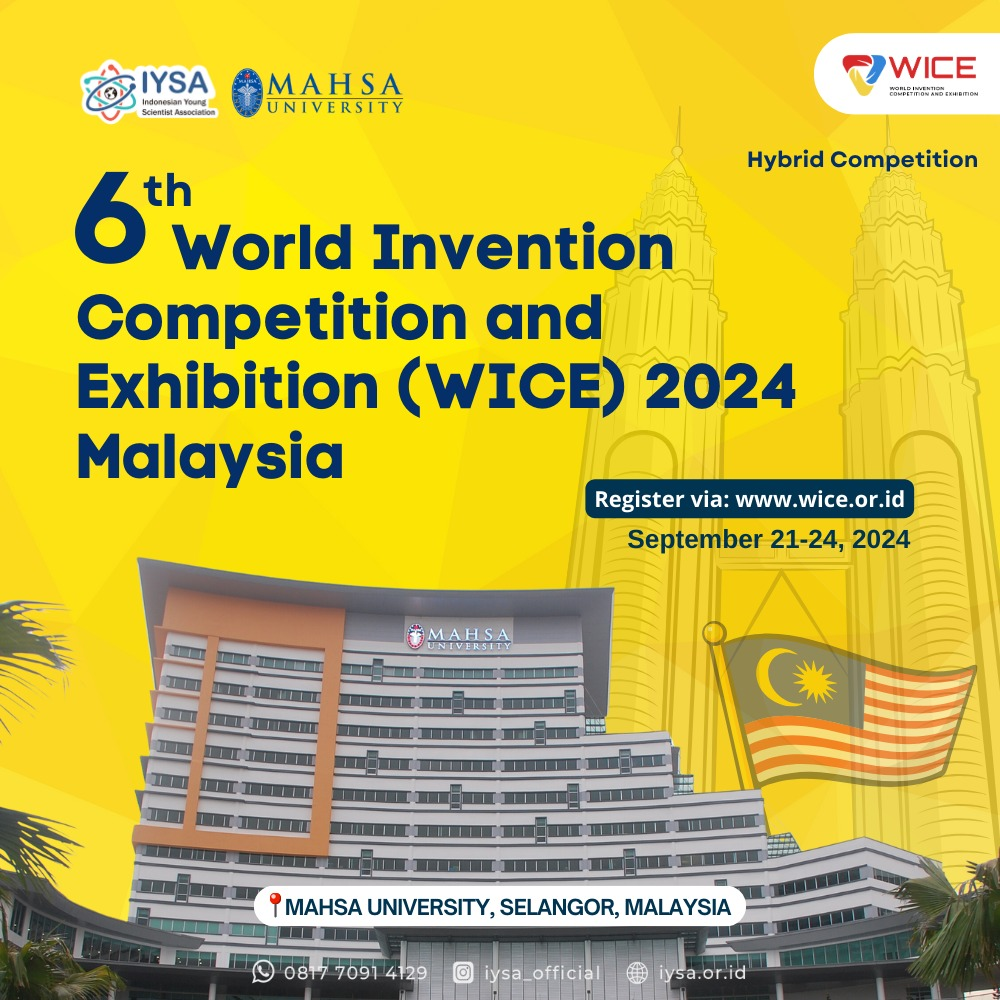 IYSA
Indonesian Young
Scientist Association
MAHSA
UNIVERSITY
WICE
WORLD INVENTION
COMPETITION AND EXHIBITION
Hybrid Competition
6th World Invention
Competition and
Exhibition (WICE) 2024
Malaysia
Register via: www.wice.or.id
September 21-24, 2024
MAHSA
UNIVERSITY
MAHSA UNIVERSITY, SELANGOR, MALAYSIA
0817 7091 4129 iysa_official iysa.or.id